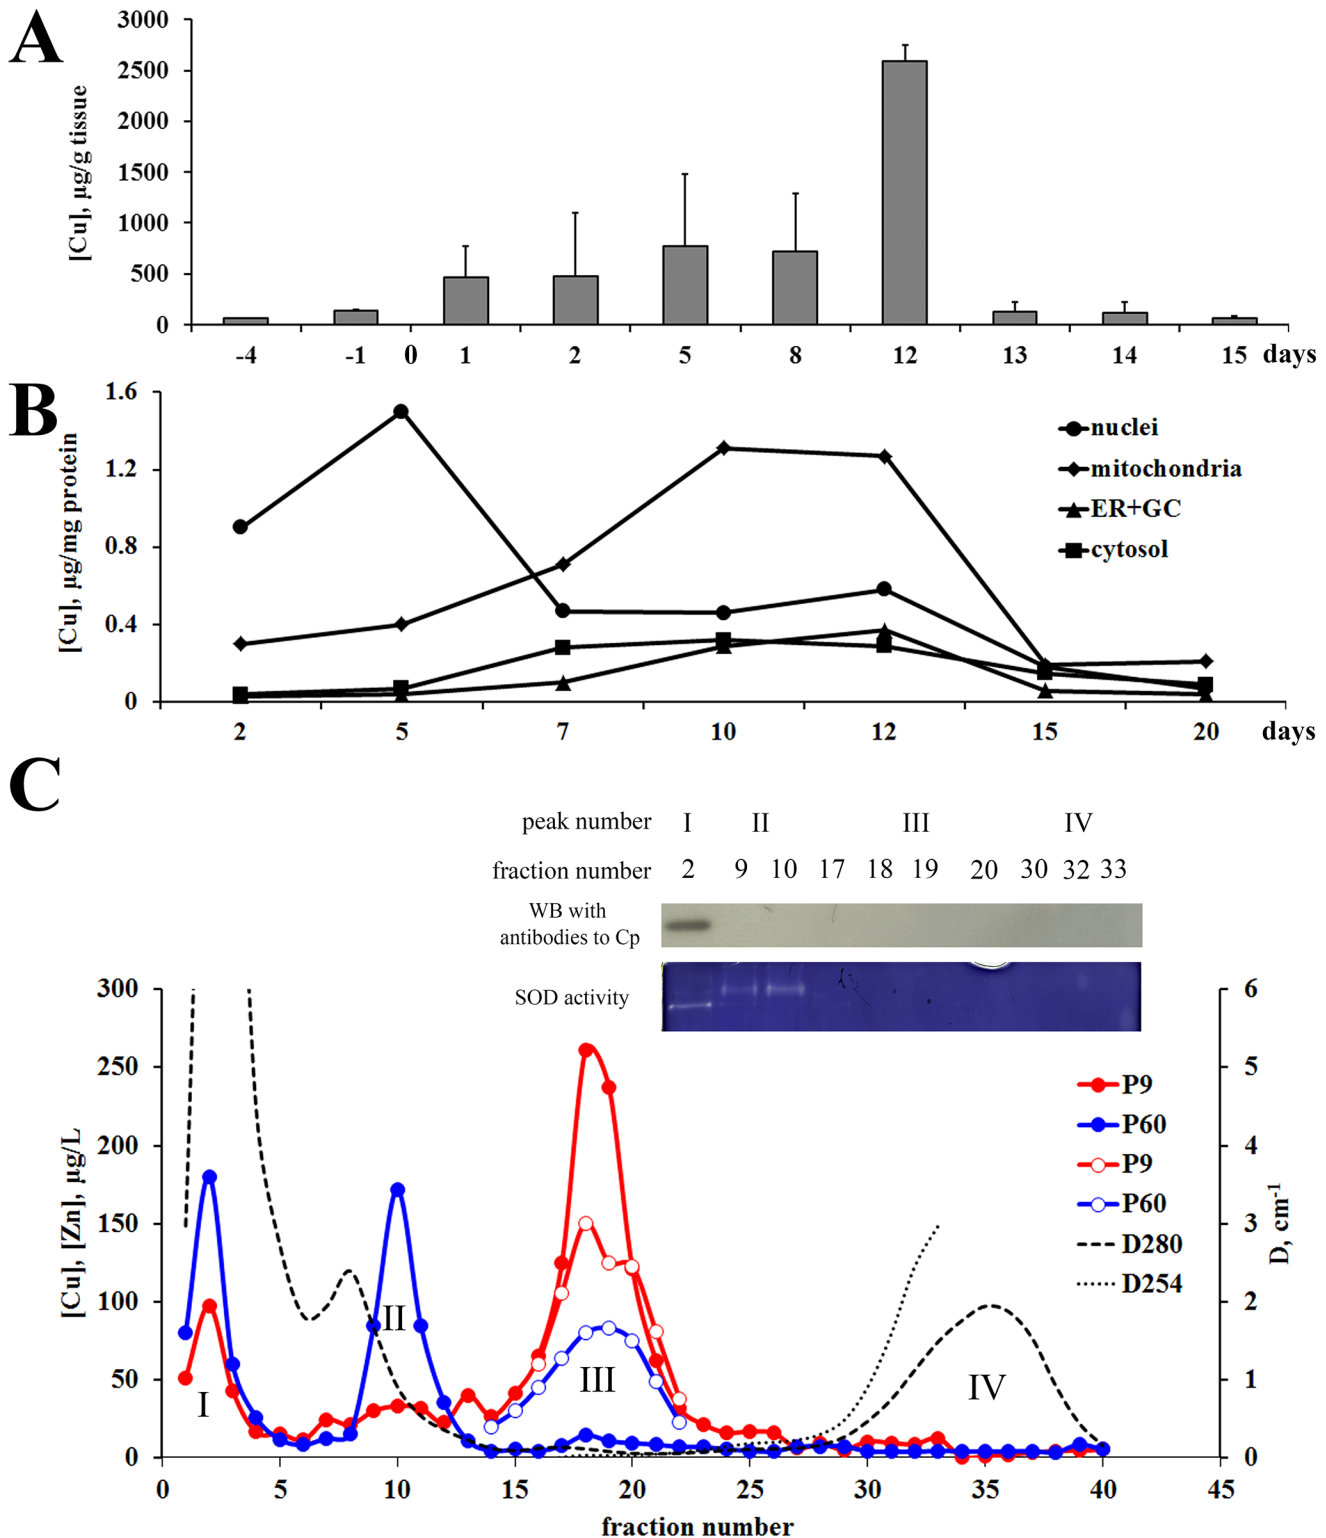 A
[Cu], µg/g tissue
3000
2500
2000
1500
1000
500
0
-4 -1 0 1 2 5 8 12 13 14 15 days
B
[Cu], µg/mg protein
1.6
1.2
0.8
0.4
0
nuclei
mitochondria
ER+GC
cytosol
2 5 7 10 12 15 20 days
C
peak number I II III IV
fraction number 2 9 10 17 18 19 20 30 32 33
WB with
antibodies to Cp
SOD activity
[Cu], [Zn], µg/L
300
250
200
150
100
50
0
I
II
III
IV
P9
P60
P9
P60
D280
D254
6
5
4
3
2
1
0
D, cm-1
0 5 10 15 20 25 30 35 40 45
fraction number